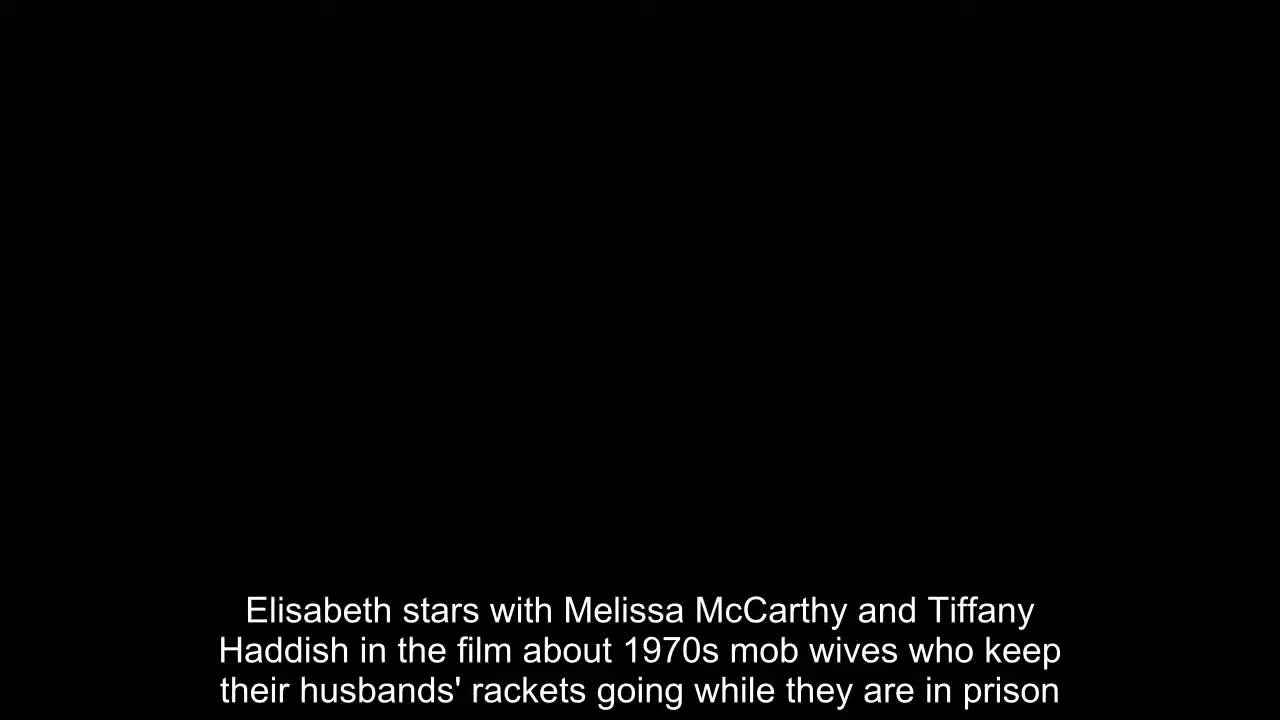 Elisabeth stars with Melissa McCarthy and Tiffany
Haddish in the film about 1970s mob wives who keep
their husbands' rackets going while they are in prison